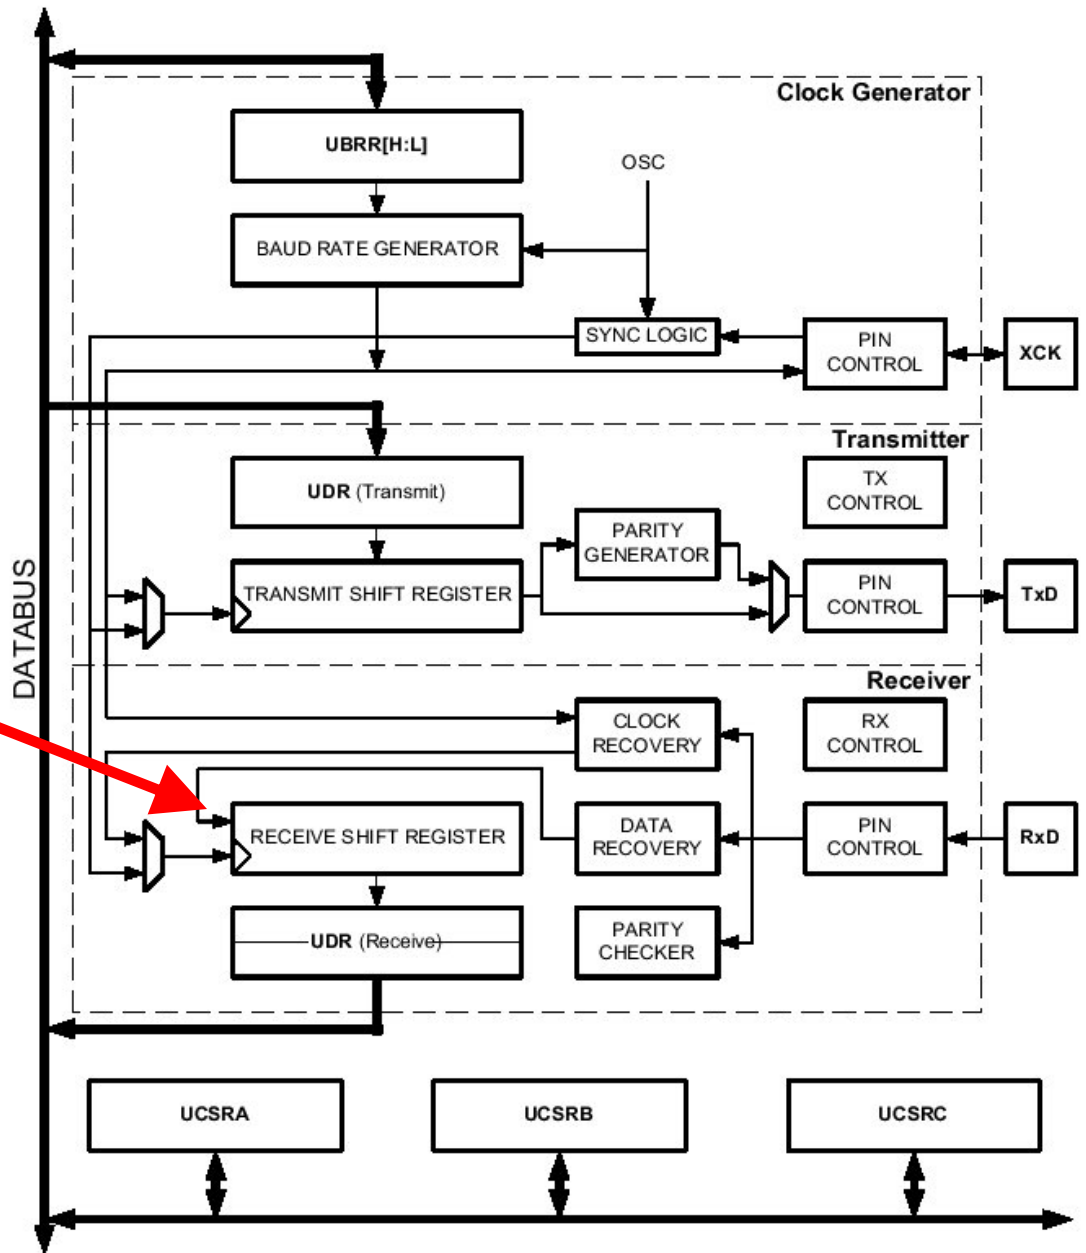 Clock Generator
UBRR[H:L]
OSC
BAUD RATE GENERATOR
SYNC LOGIC
PIN
CONTROL
XCK
Transmitter
UDR (Transmit)
TX
CONTROL
PARITY
GENERATOR
TRANSMIT SHIFT REGISTER
PIN
CONTROL
TxD
DATABUS
Receiver
CLOCK
RECOVERY
RX
CONTROL
RECEIVE SHIFT REGISTER
DATA
RECOVERY
PIN
CONTROL
RxD
UDR (Receive)
PARITY
CHECKER
UCSRA
UCSRB
UCSRC